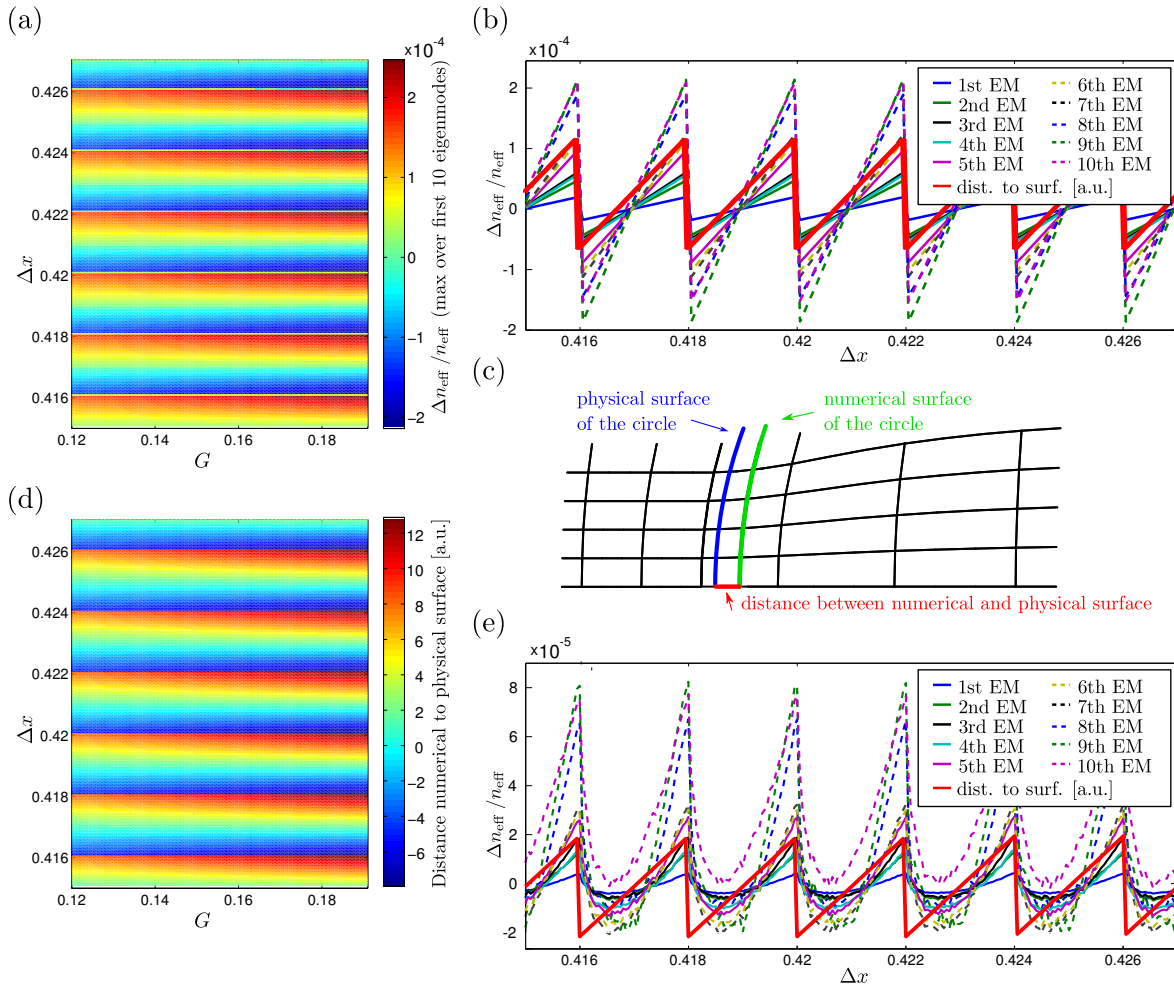 (a)
×10⁻⁴
0.426
0.424
0.422
Δx
0.42
0.418
0.416
0.12 0.14 0.16 0.18
G
2
1
0
-1
-2
Δn_eff/n_eff (max over first 10 eigenmodes)
(b)
×10⁻⁴
2
1
0
-1
-2
Δn_eff/n_eff
0.416 0.418 0.42 0.422 0.424 0.426
Δx
1st EM 6th EM
2nd EM 7th EM
3rd EM 8th EM
4th EM 9th EM
5th EM 10th EM
dist. to surf. [a.u.]
(c)
physical surface
of the circle
numerical surface
of the circle
distance between numerical and physical surface
(d)
0.426
0.424
0.422
Δx
0.42
0.418
0.416
0.12 0.14 0.16 0.18
G
12
10
8
6
4
2
0
-2
-4
-6
Distance numerical to physical surface [a.u.]
(e)
×10⁻⁵
8
6
4
2
0
-2
Δn_eff/n_eff
0.416 0.418 0.42 0.422 0.424 0.426
Δx
1st EM 6th EM
2nd EM 7th EM
3rd EM 8th EM
4th EM 9th EM
5th EM 10th EM
dist. to surf. [a.u.]